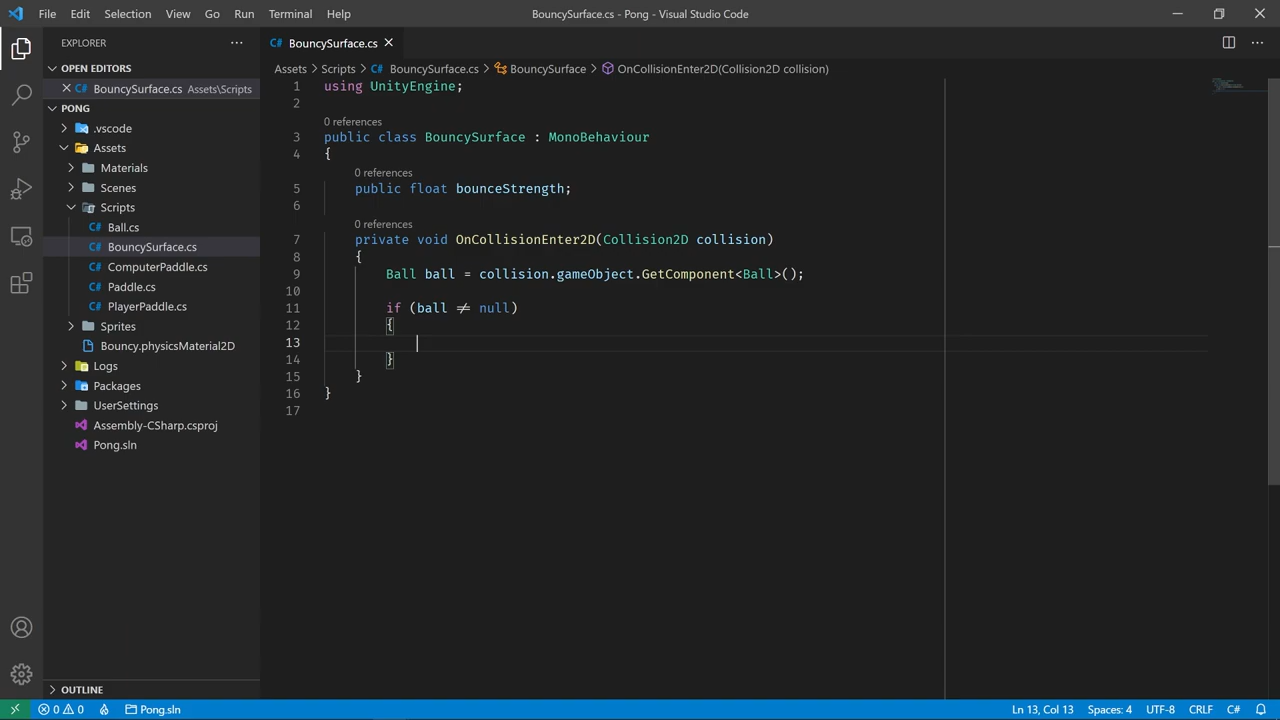 File Edit Selection View Go Run Terminal Help
BouncySurface.cs - Pong - Visual Studio Code
EXPLORER
OPEN EDITORS
BouncySurface.cs Assets\Scripts
PONG
.vscode
Assets
Materials
Scenes
Scripts
Ball.cs
BouncySurface.cs
ComputerPaddle.cs
Paddle.cs
PlayerPaddle.cs
Sprites
Bouncy.physicsMaterial2D
Logs
Packages
UserSettings
Assembly-CSharp.csproj
Pong.sln
OUTLINE
BouncySurface.cs
Assets > Scripts > BouncySurface.cs > BouncySurface > OnCollisionEnter2D(Collision2D collision)
1 using UnityEngine;
2
0 references
3 public class BouncySurface : MonoBehaviour
4 {
0 references
5 public float bounceStrength;
6
0 references
7 private void OnCollisionEnter2D(Collision2D collision)
8 {
9 Ball ball = collision.gameObject.GetComponent<Ball>();
10
11 if (ball ≠ null)
12 {
13
14 }
15 }
16 }
17
0 0 Pong.sln
Ln 13, Col 13 Spaces: 4 UTF-8 CRLF C#